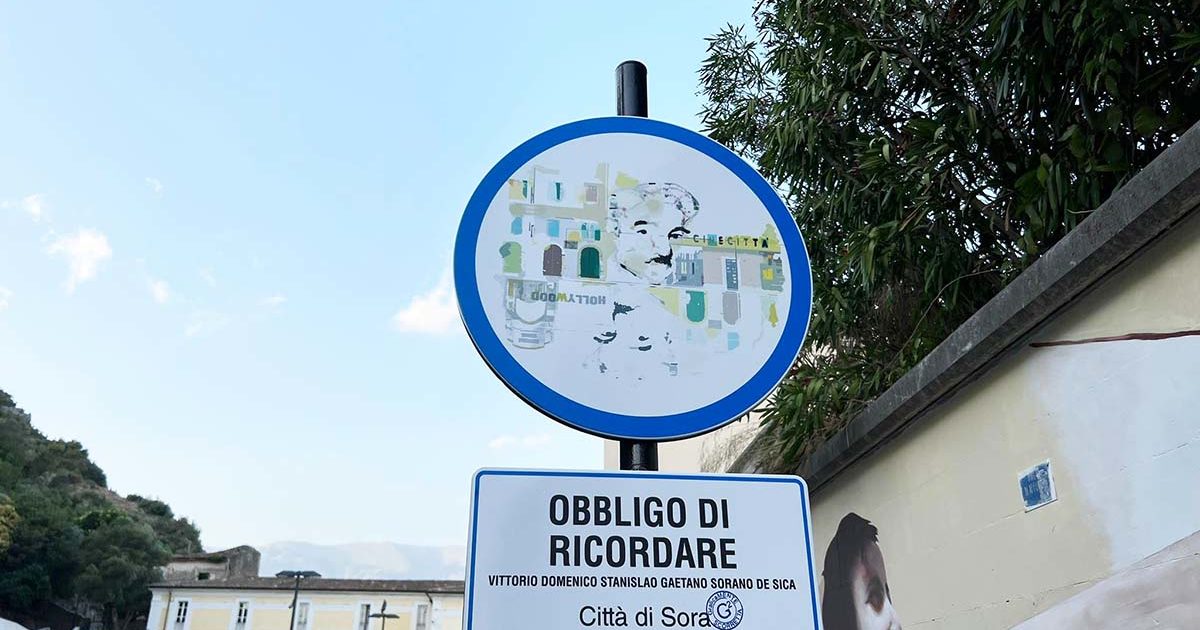 CINECITTÀ
HOLLYWOOD
OBBLIGO DI
RICORDARE
VITTORIO DOMENICO STANISLAO GAETANO SORANO DE SICA
Città di Sora